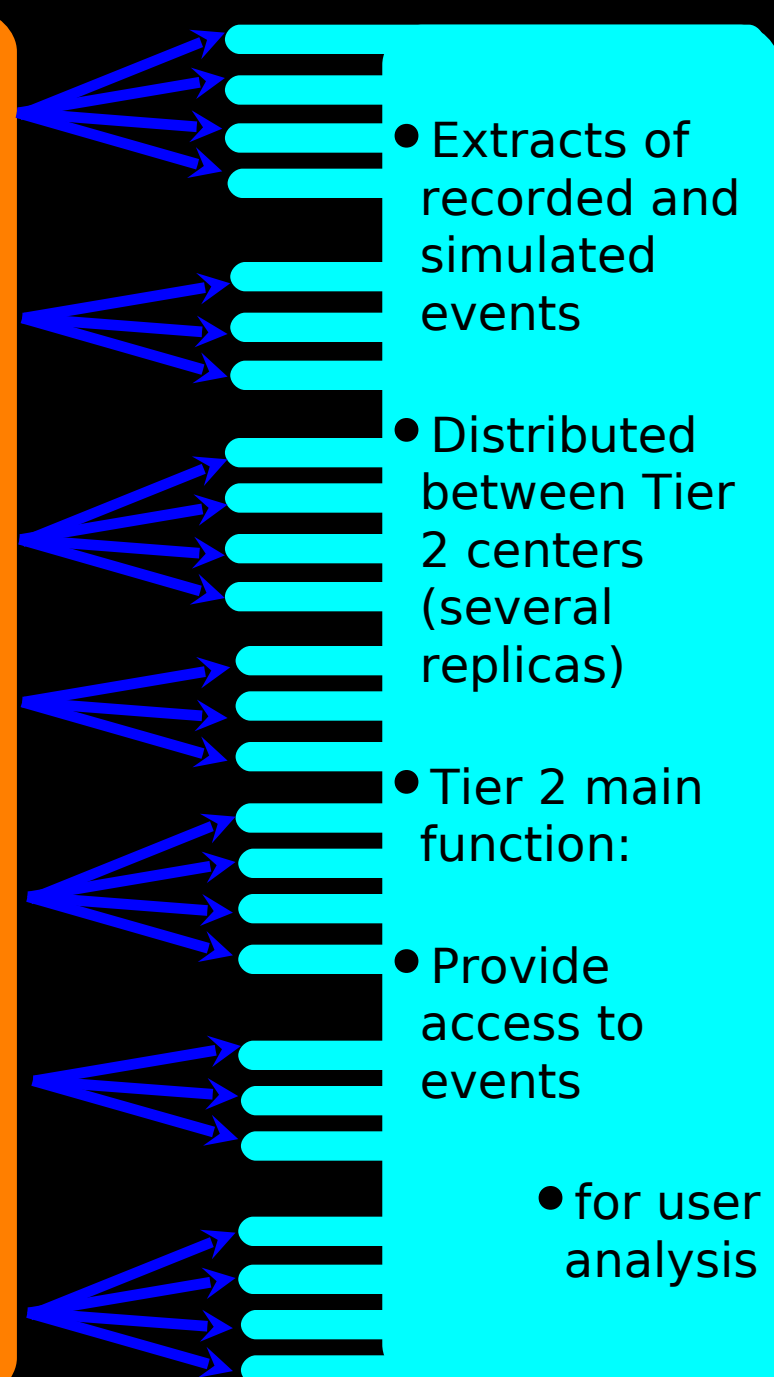 ● Extracts of
recorded and
simulated
events
● Distributed
between Tier
2 centers
(several
replicas)
● Tier 2 main
function:
● Provide
access to
events
● for user
analysis